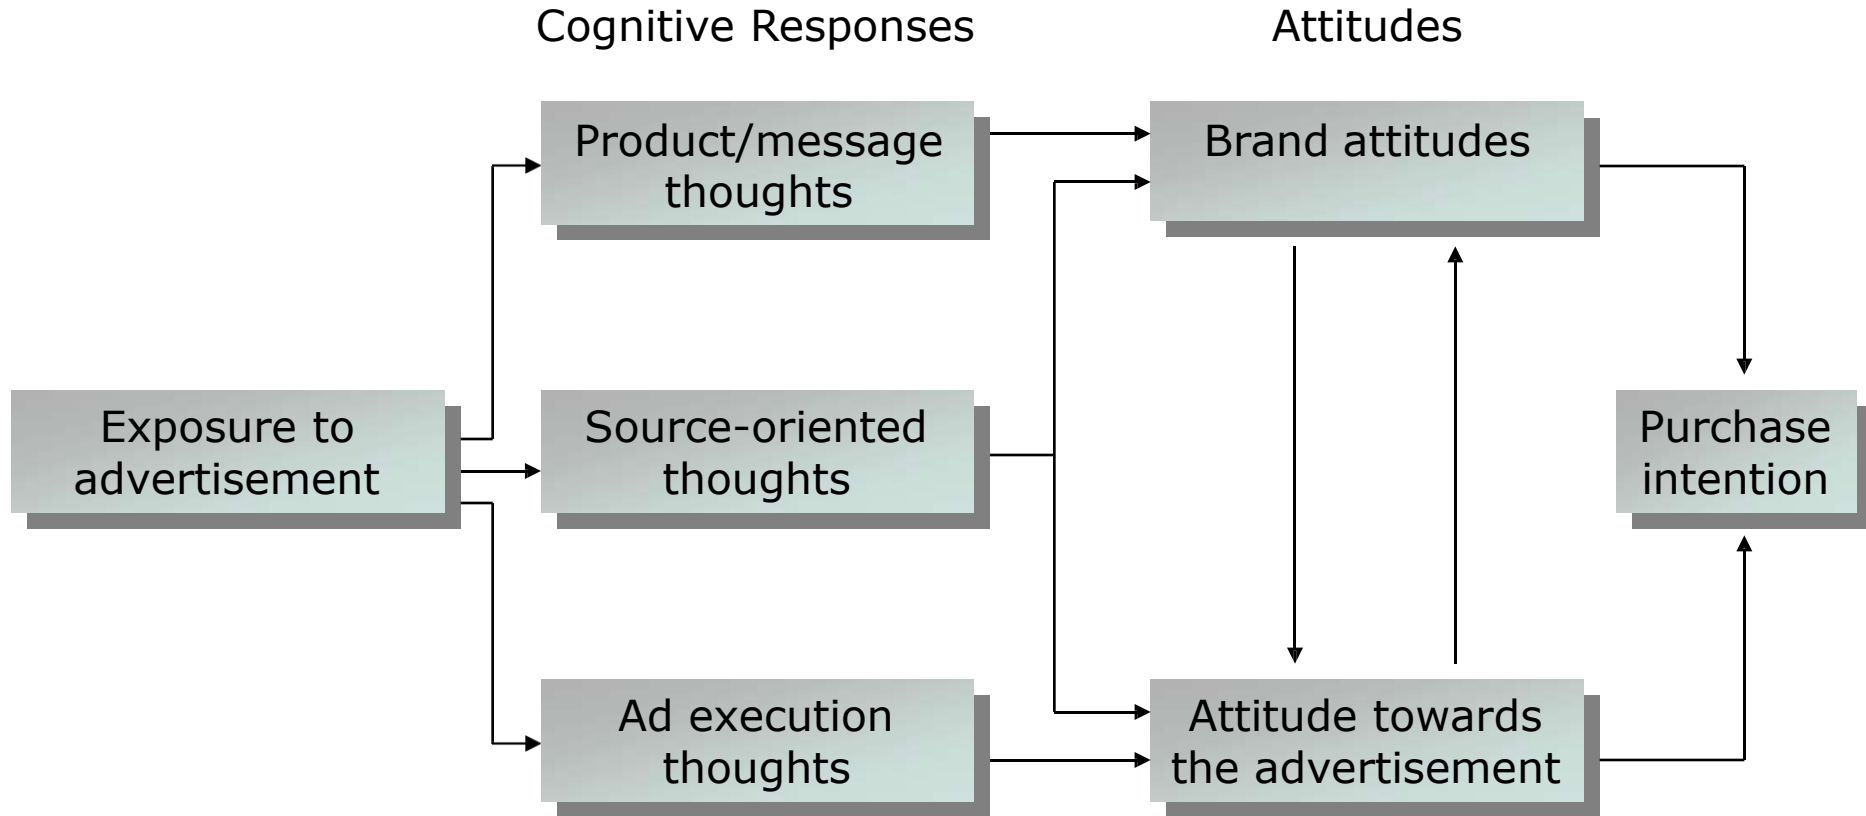 Cognitive Responses
Attitudes
Product/message
thoughts
Brand attitudes
Exposure to
advertisement
Source-oriented
thoughts
Purchase
intention
Ad execution
thoughts
Attitude towards
the advertisement